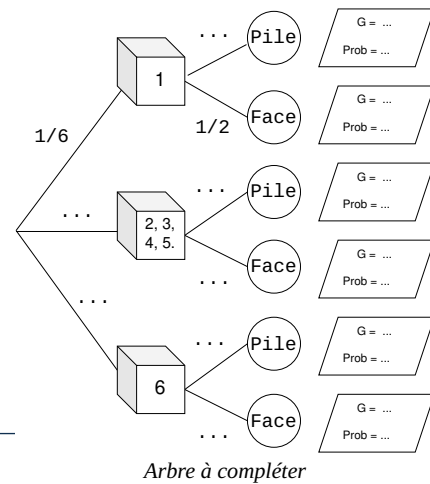 ... Pile G = ...
Prob = ...
1
1/6 1/2 Face G = ...
Prob = ...
... Pile G = ...
Prob = ...
... 2, 3,
4, 5.
... Face G = ...
Prob = ...
...
... Pile G = ...
Prob = ...
6
... Face G = ...
Prob = ...
Arbre à compléter